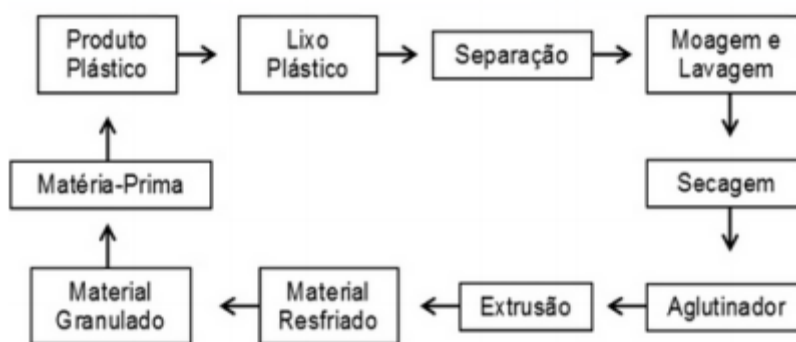 Produto
Plástico
Lixo
Plástico
Separação
Moagem e
Lavagem
Secagem
Aglutinador
Extrusão
Material
Resfriado
Material
Granulado
Matéria-Prima